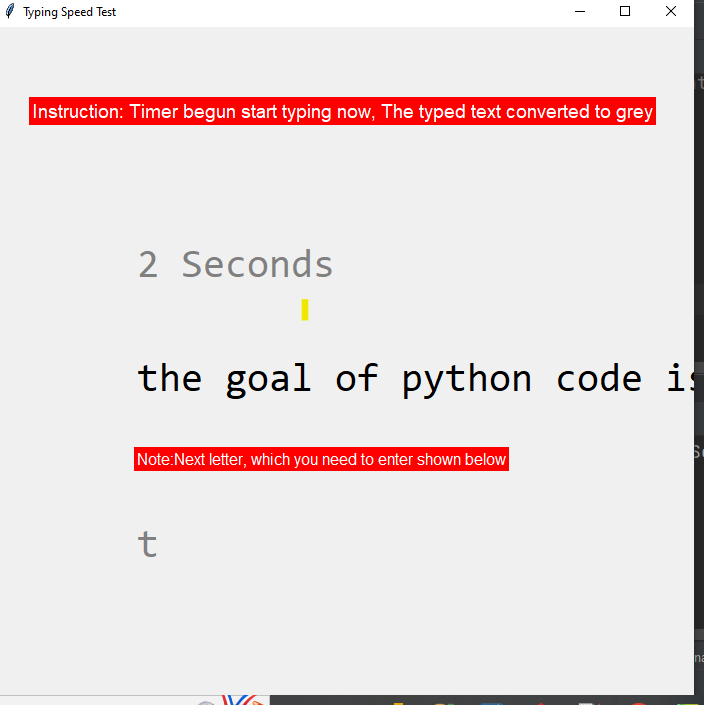 Typing Speed Test
Instruction: Timer begun start typing now, The typed text converted to grey
2 Seconds
the goal of python code is
Note:Next letter, which you need to enter shown below
t